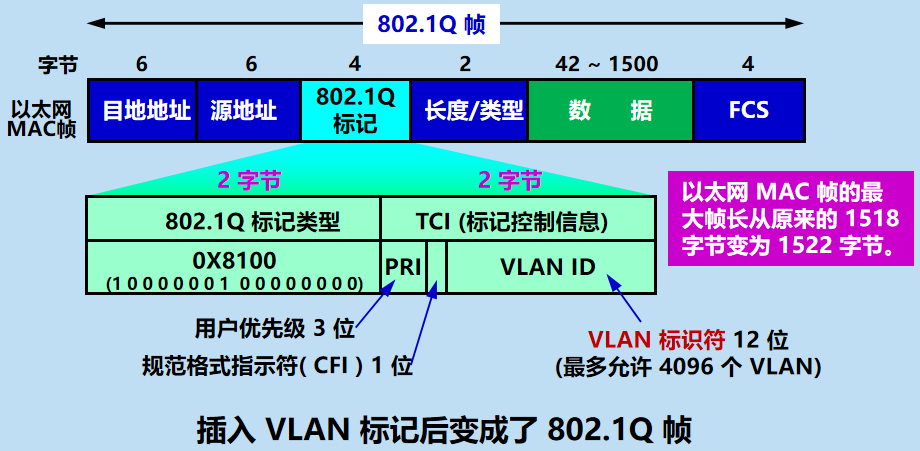 802.1Q 帧
字节 6 6 4 2 42 ~ 1500 4
以太网
MAC帧
目地地址 源地址 802.1Q
标记 长度/类型 数 据 FCS
2 字节 2 字节
802.1Q 标记类型 TCI (标记控制信息)
0X8100
(1 0 0 0 0 0 0 1 0 0 0 0 0 0 0 0) PRI VLAN ID
以太网 MAC 帧的最
大帧长从原来的 1518
字节变为 1522 字节。
用户优先级 3 位
规范格式指示符( CFI ) 1 位
VLAN 标识符 12 位
(最多允许 4096 个 VLAN)
插入 VLAN 标记后变成了 802.1Q 帧